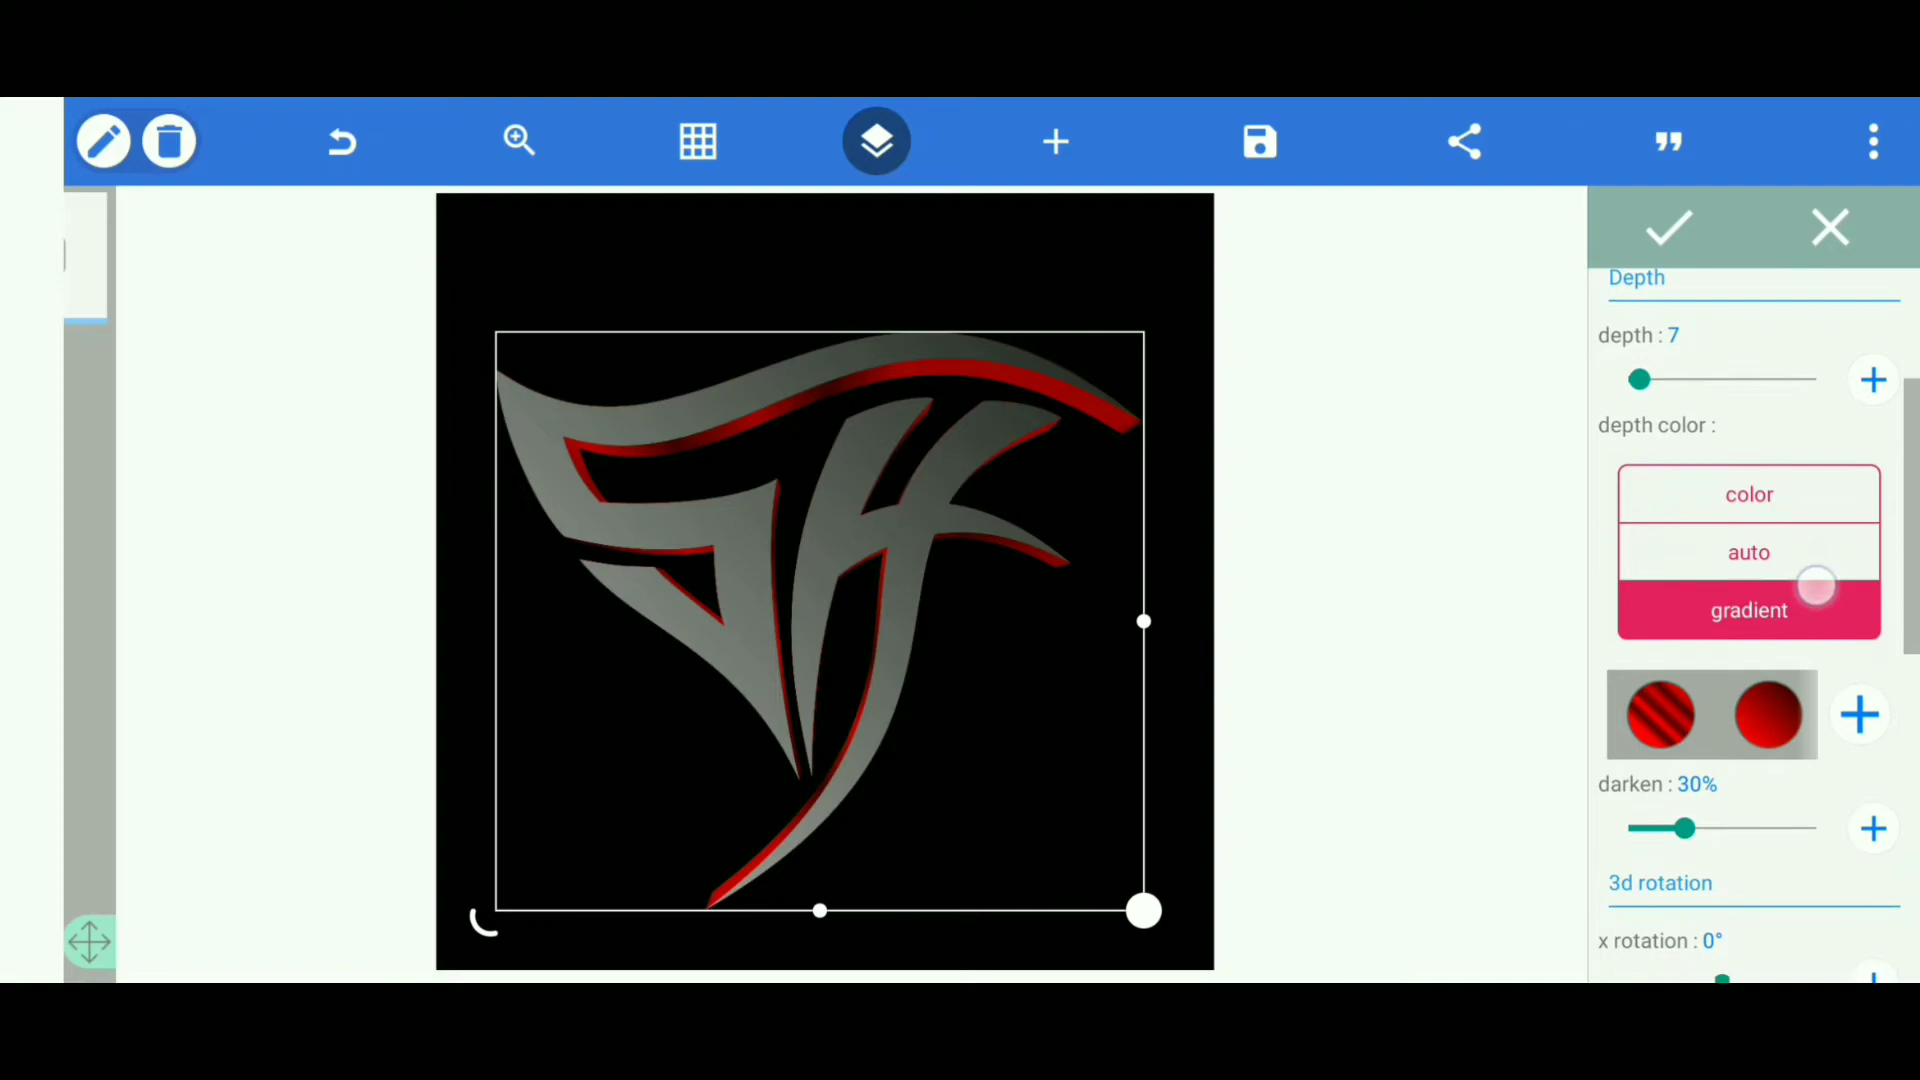 Depth
depth : 7
depth color :
color
auto
gradient
darken : 30%
3d rotation
x rotation : 0°